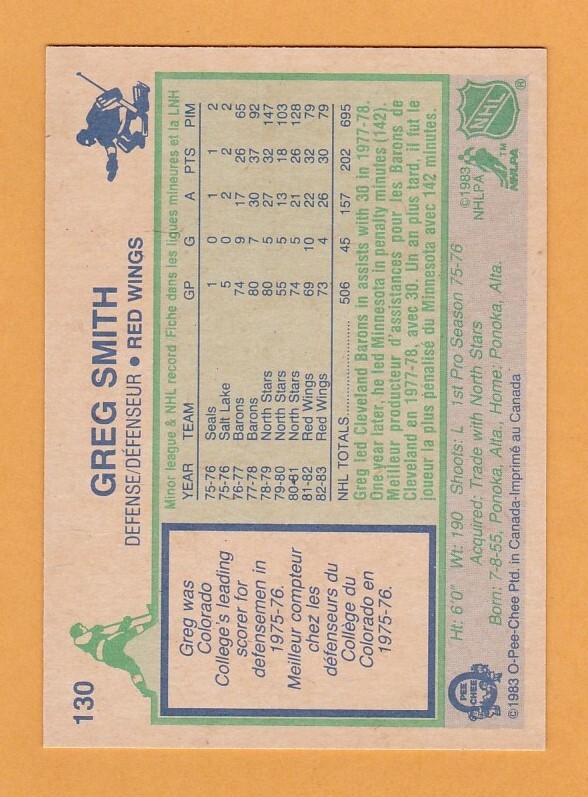 130
GREG SMITH
DEFENSE/DÉFENSEUR • RED WINGS
Greg was
Colorado
College's leading
scorer for
defensemen in
1975-76.
Meilleur compteur
chez les
défenseurs du
Collège du
Colorado en
1975-76.
Minor league & NHL record Fiche dans les ligues mineures et la LNH
YEAR TEAM GP G A PTS PIM
75-76 Seals 1 0 1 1 2
75-76 Salt Lake 5 0 2 2 2
76-77 Barons 74 9 17 26 65
77-78 Barons 80 7 30 37 92
78-79 North Stars 80 5 27 32 147
79-80 North Stars 55 5 13 18 103
80-81 North Stars 74 5 21 26 128
81-82 Red Wings 69 10 22 32 79
82-83 Red Wings 73 4 26 30 79
NHL TOTALS.................. 506 45 157 202 695
Greg led Cleveland Barons in assists with 30 in 1977-78.
One year later, he led Minnesota in penalty minutes (142).
Meilleur producteur d'assistances pour les Barons de
Cleveland en 1977-78, avec 30. Un an plus tard, il fut le
joueur la plus pénalisé du Minnesota avec 142 minutes.
Ht: 6'0" Wt: 190 Shoots: L 1st Pro Season 75-76
Acquired: Trade with North Stars
Born: 7-8-55, Ponoka, Alta., Home: Ponoka, Alta.
O
PEE
CHEE
©1983 O-Pee-Chee Ptd. in Canada-Imprimé au Canada
©1983
NHLPA
NHLPA ™
NHL ®